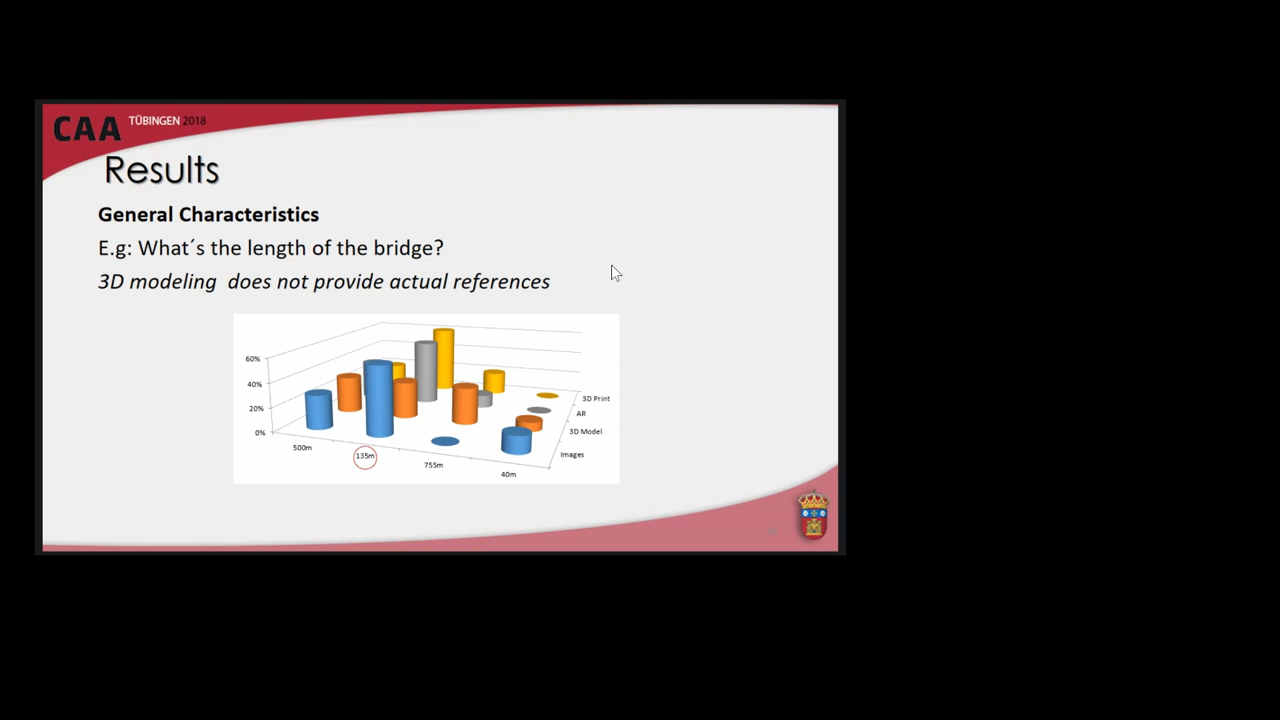 CAA TÜBINGEN 2018
Results
General Characteristics
E.g: What´s the length of the bridge?
3D modeling  does not provide actual references
60%
40%
20%
0%
500m
135m
755m
40m
3D Print
AR
3D Model
Images